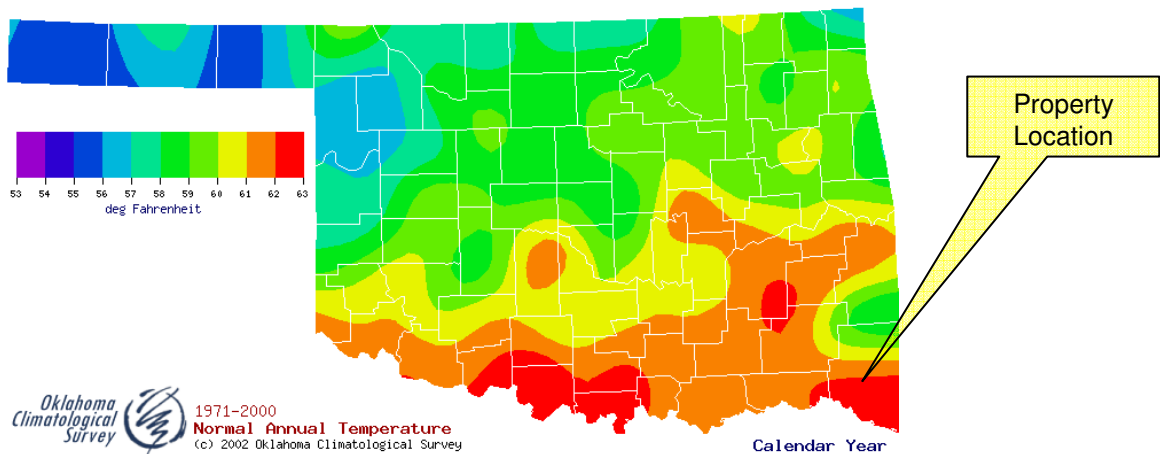 Property
Location
53 54 55 56 57 58 59 60 61 62 63
deg Fahrenheit
Oklahoma
Climatological
Survey
1971-2000
Normal Annual Temperature
(c) 2002 Oklahoma Climatological Survey
Calendar Year